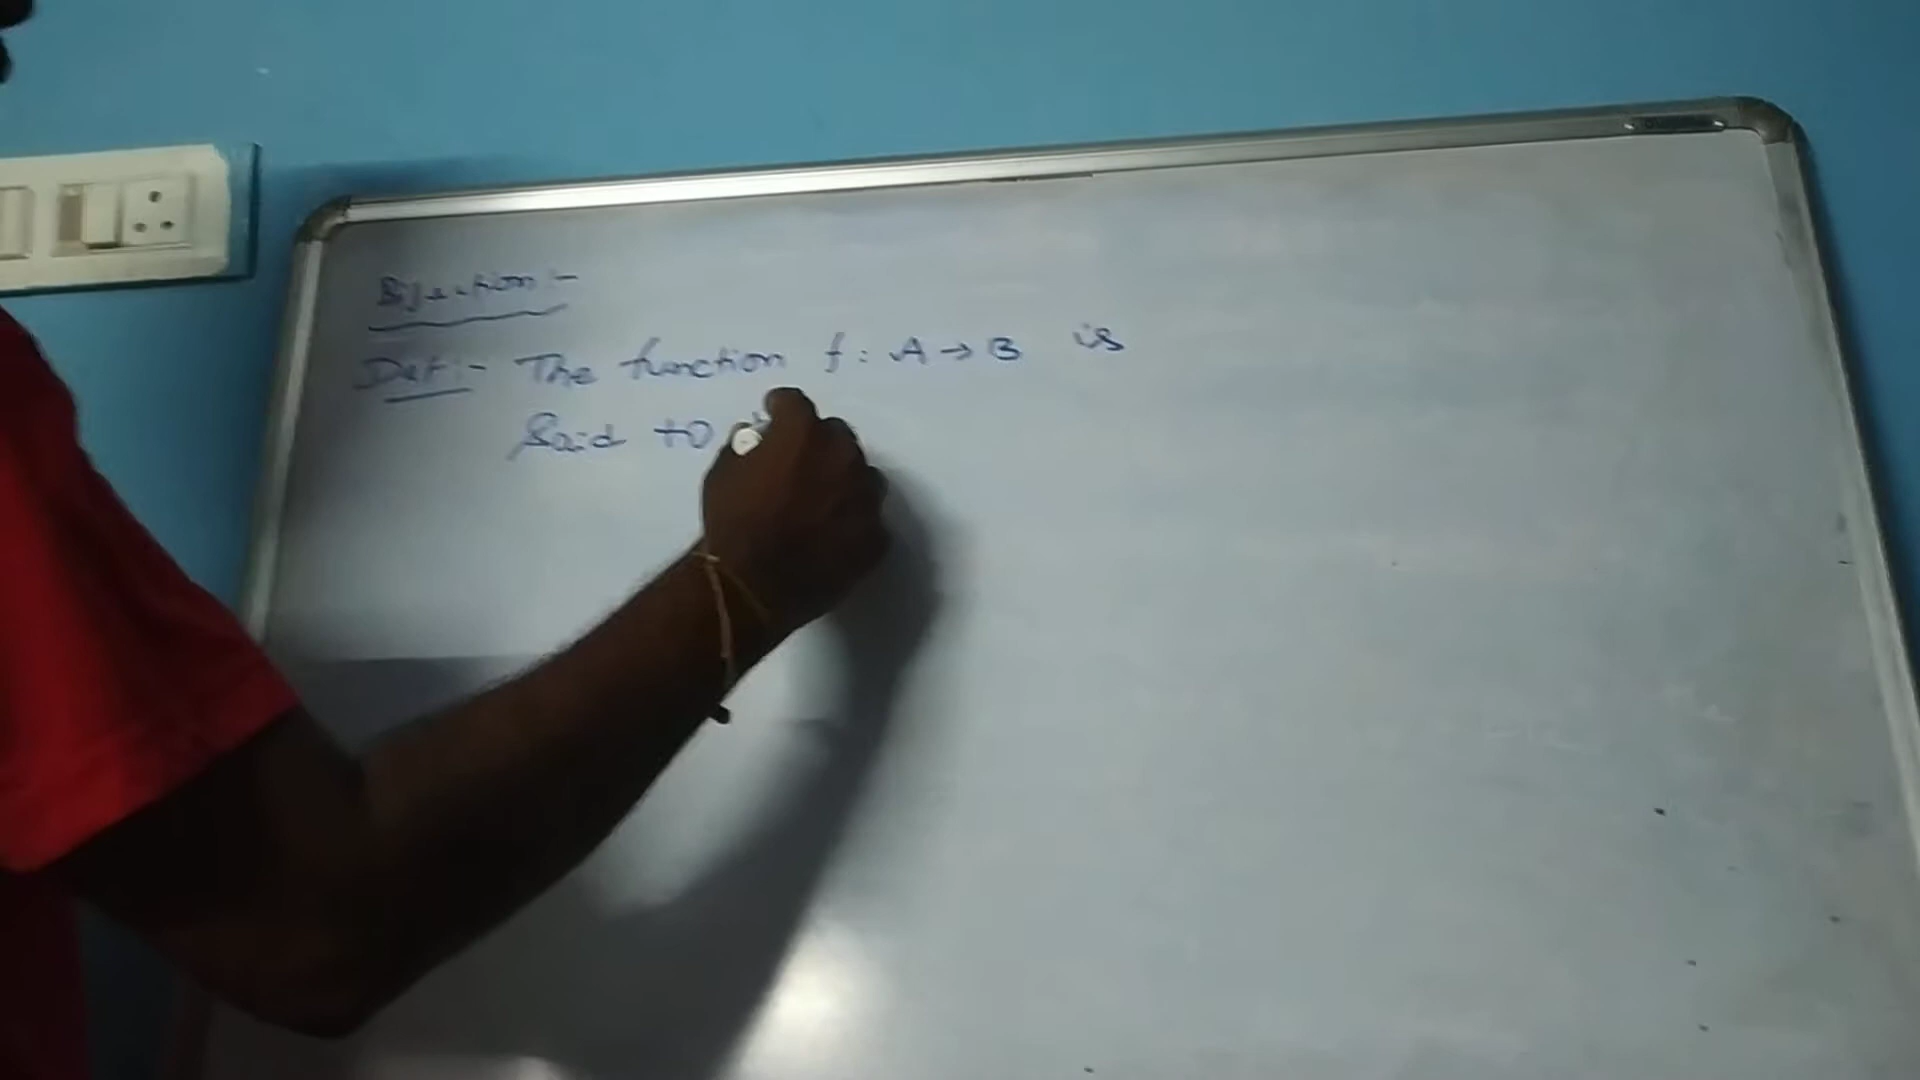 Bijection :-
Def :- The function f : A → B is
Said to